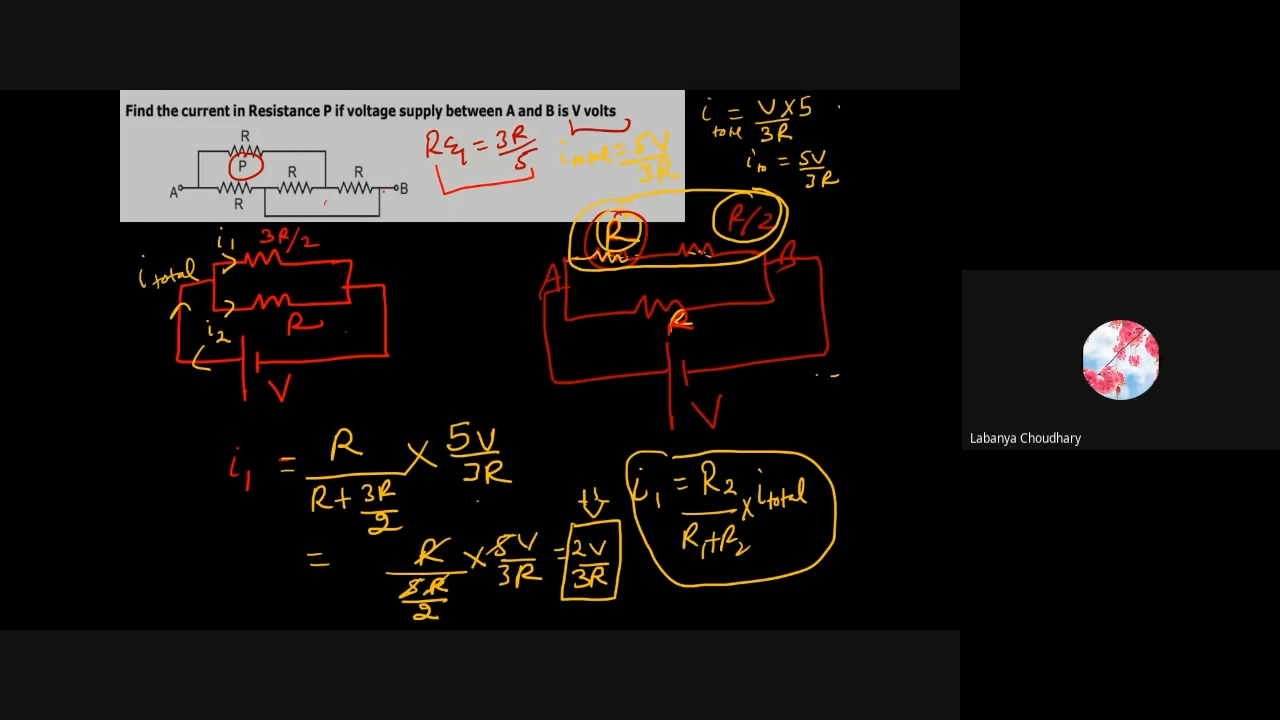 Find the current in Resistance P if voltage supply between A and B is V volts
R
P
R
R
A
B
R
REq = 3R/5
i total = 5V/3R
i total = V×5/3R
i to = 5V/3R
i total
i1
3R/2
i2
R
V
R
R/2
A
B
R
V
i1 = R/(R+3R/2) × 5V/3R
= R/(5R/2) × 5V/3R = 2V/3R
i1 = R2/(R1+R2) × i total
Labanya Choudhary